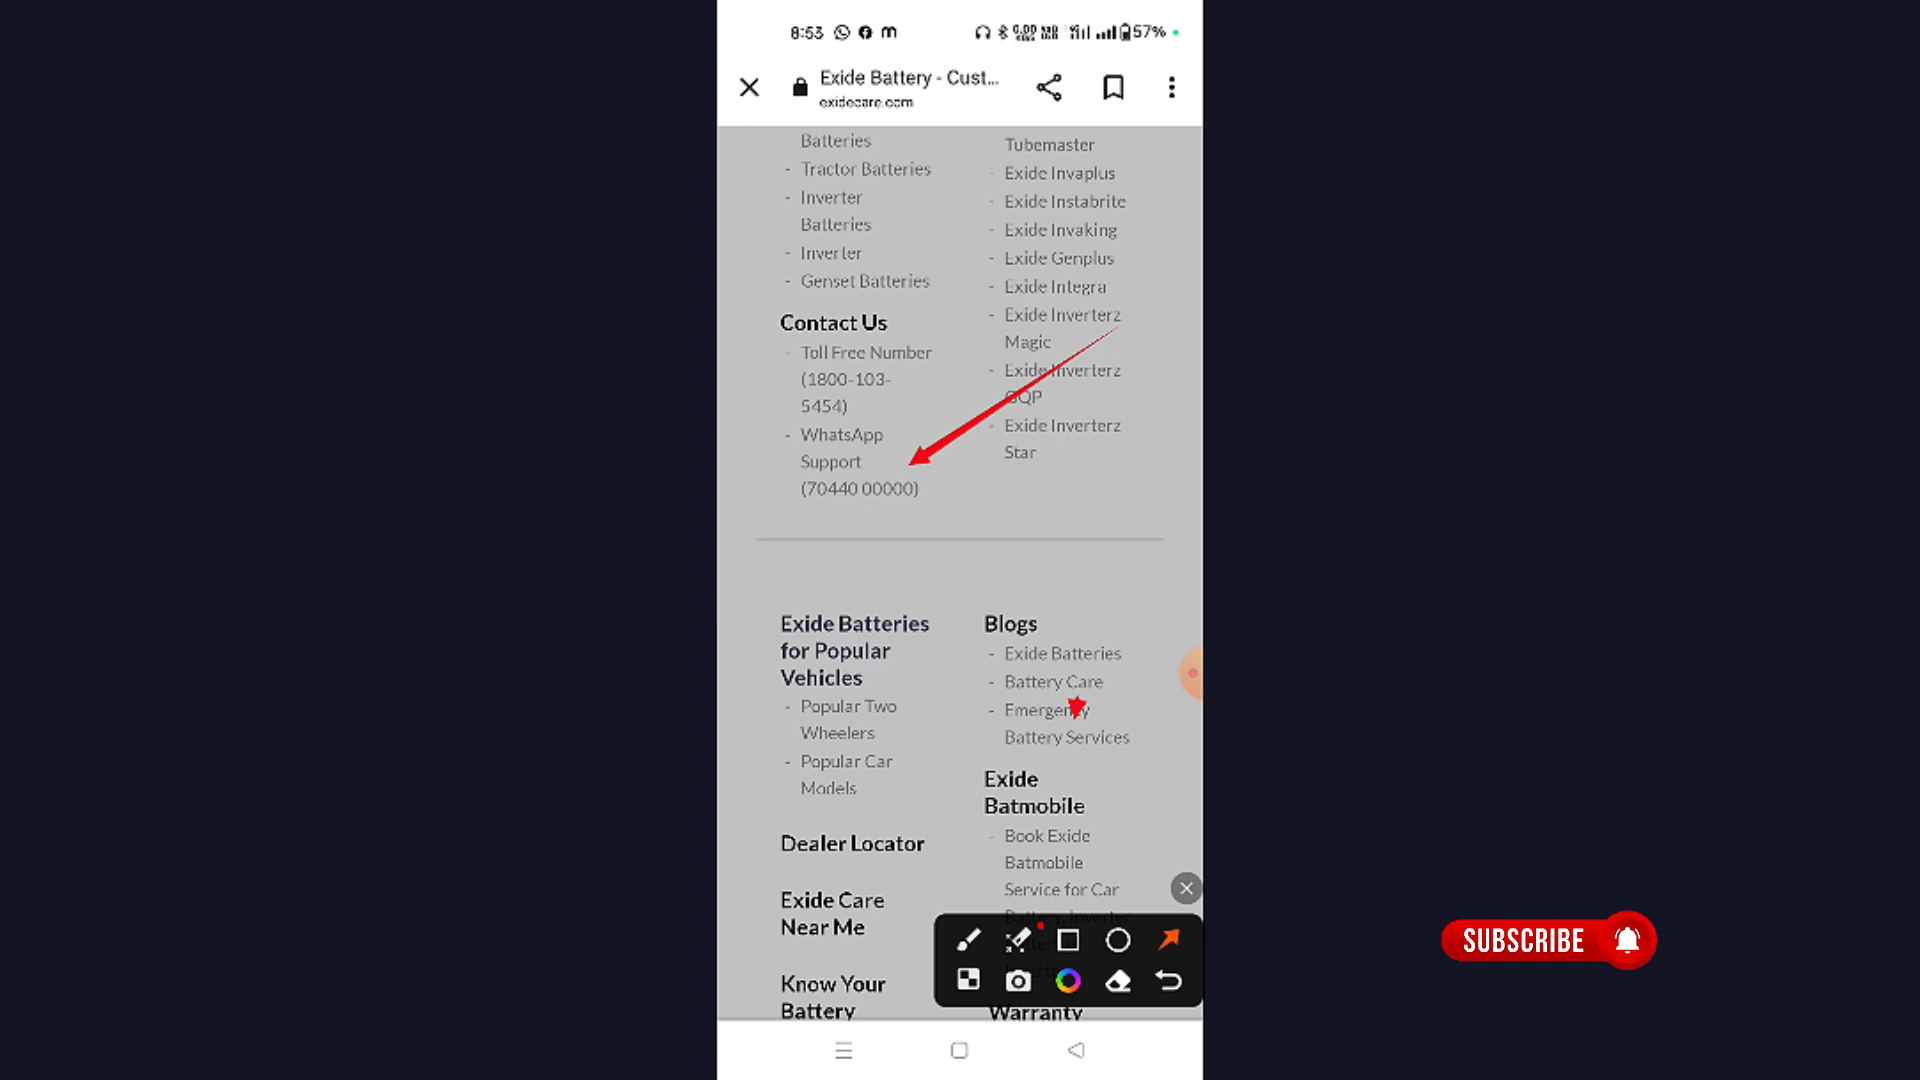 8:53
57%
Exide Battery - Cust...
exidecare.com
Batteries
- Tractor Batteries
- Inverter
Batteries
- Inverter
- Genset Batteries
Contact Us
- Toll Free Number
(1800-103-
5454)
- WhatsApp
Support
(70440 00000)
Tubemaster
- Exide Invaplus
- Exide Instabrite
- Exide Invaking
- Exide Genplus
- Exide Integra
- Exide Inverterz
Magic
- Exide Inverterz
GQP
- Exide Inverterz
Star
Exide Batteries
for Popular
Vehicles
- Popular Two
Wheelers
- Popular Car
Models
Dealer Locator
Exide Care
Near Me
Know Your
Battery
Blogs
- Exide Batteries
- Battery Care
- Emergency
Battery Services
Exide
Batmobile
- Book Exide
Batmobile
Service for Car
Battery, Inverter
Warranty
SUBSCRIBE